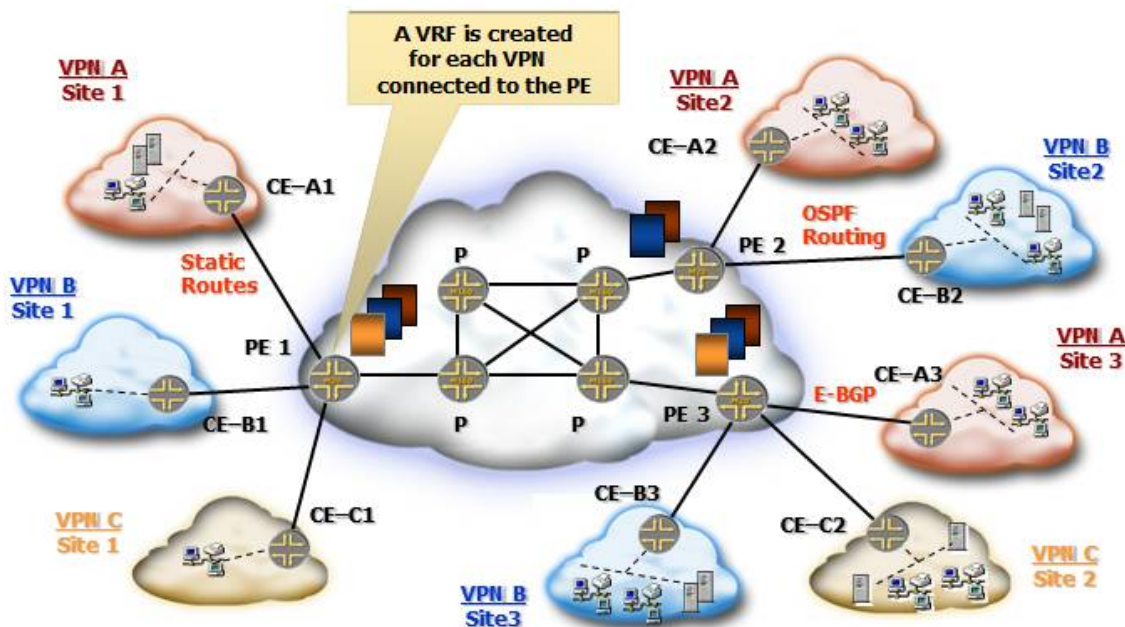 A VRF is created
for each VPN
connected to the PE
VPN A
Site 1
CE–A1
Static
Routes
VPN B
Site 1
PE 1
CE–B1
VPN C
Site 1
CE–C1
P
P
P
P
VPN A
Site2
CE–A2
PE 2
OSPF
Routing
VPN B
Site2
CE–B2
VPN A
Site 3
CE–A3
E-BGP
PE 3
CE–B3
VPN B
Site3
CE–C2
VPN C
Site 2